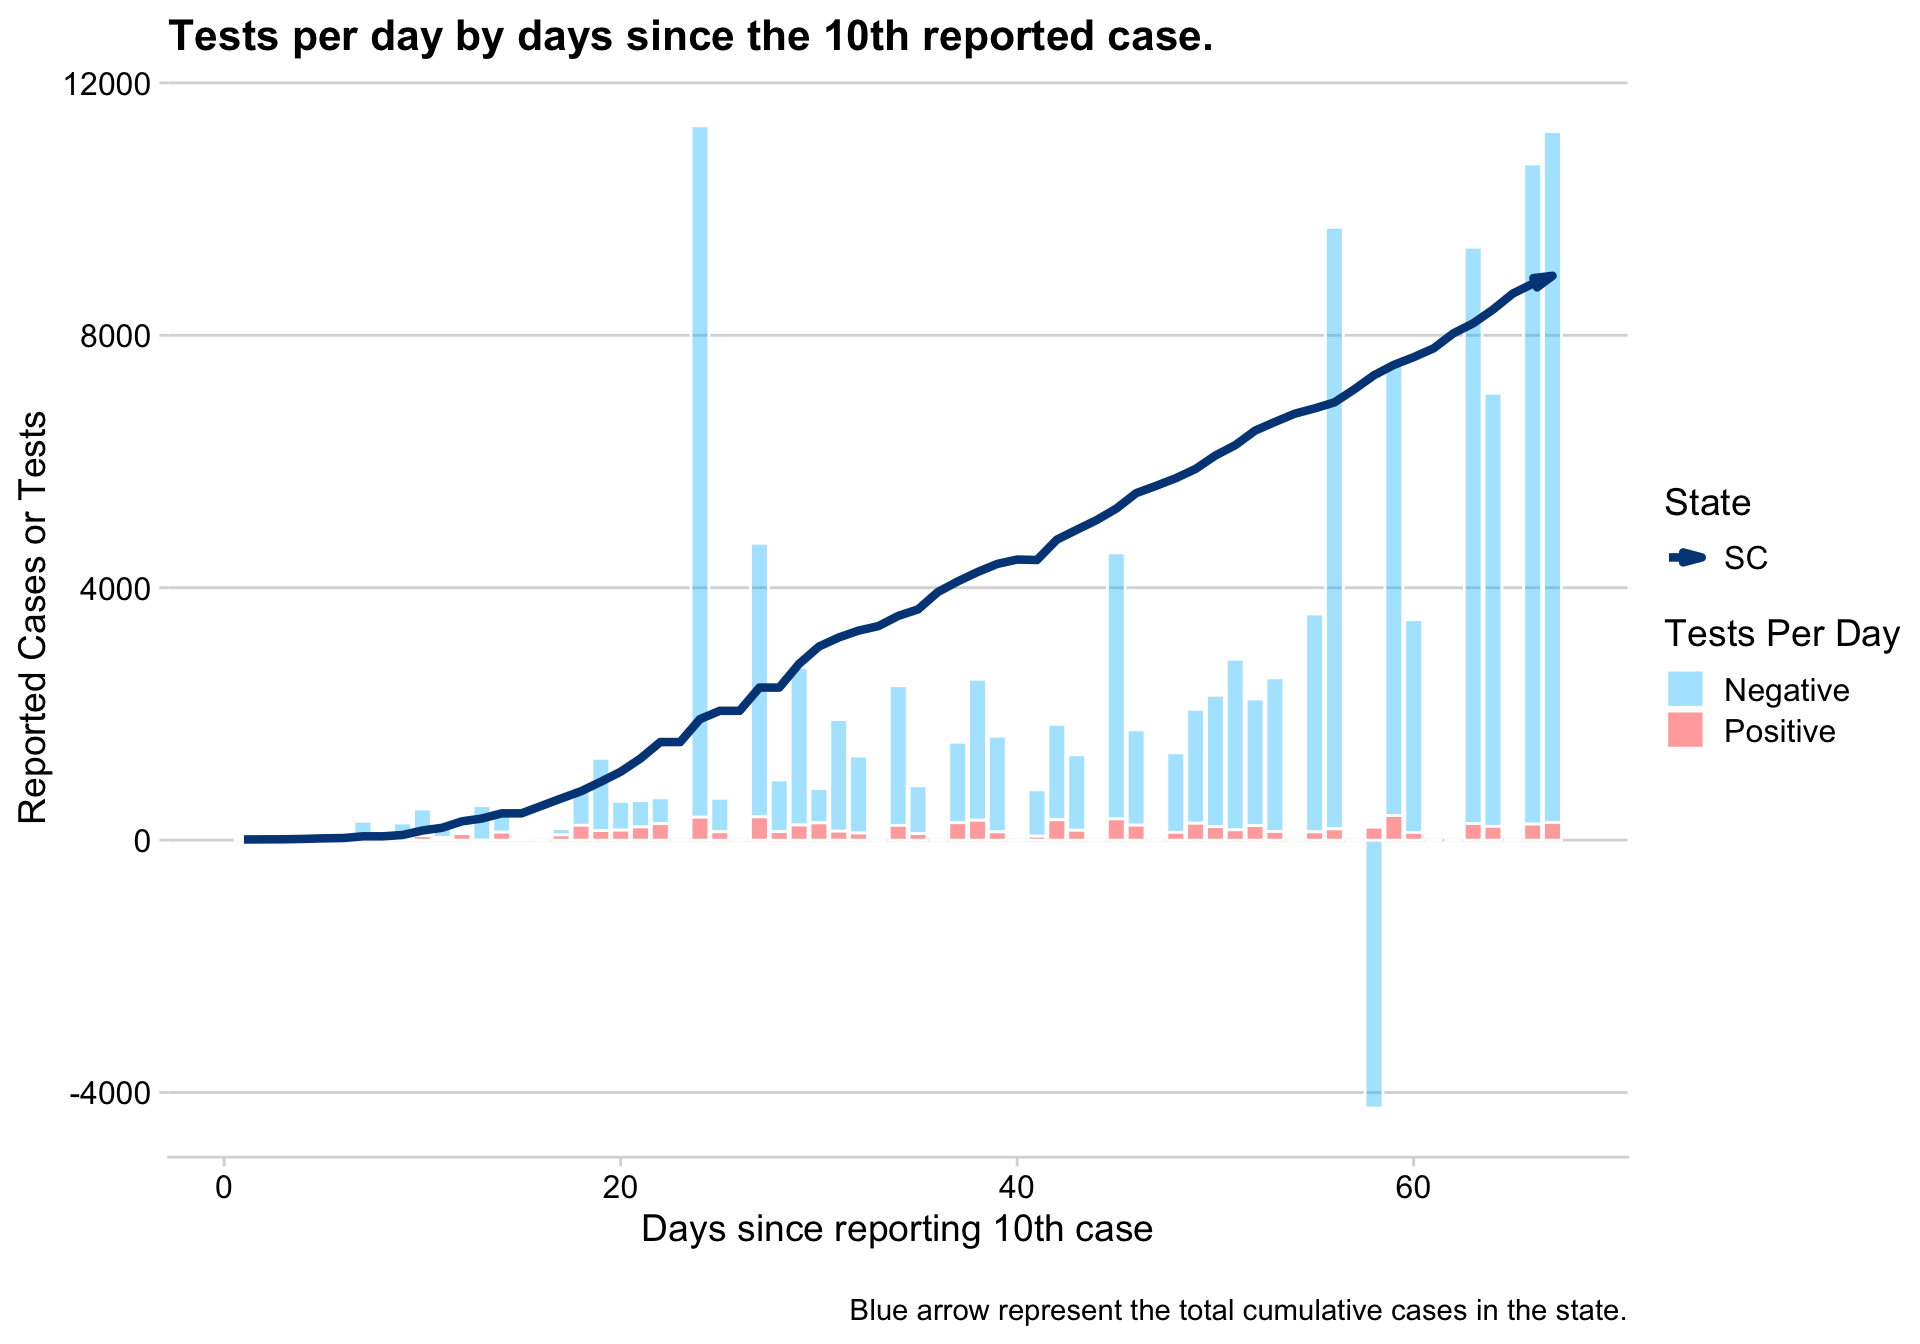 Tests per day by days since the 10th reported case.
12000
8000
4000
0
-4000
Reported Cases or Tests
0
20
40
60
Days since reporting 10th case
State
SC
Tests Per Day
Negative
Positive
Blue arrow represent the total cumulative cases in the state.